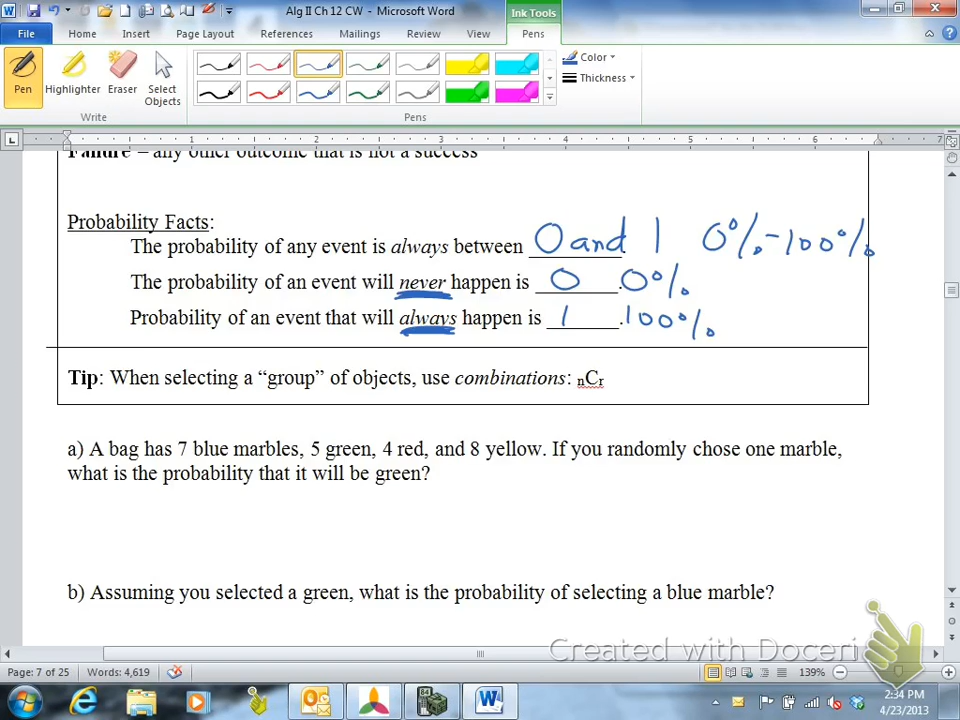 Alg II Ch 12 CW - Microsoft Word
Ink Tools
File Home Insert Page Layout References Mailings Review View Pens
Pen Highlighter Eraser Select Objects
Color
Thickness
Write Pens
1 2 3 4 5 6 7
Failure – any other outcome that is not a success
Probability Facts:
The probability of any event is always between 0 and 1 0%-100%
The probability of an event will never happen is 0. 0%
Probability of an event that will always happen is 1. 100%
Tip: When selecting a “group” of objects, use combinations: nCr
a) A bag has 7 blue marbles, 5 green, 4 red, and 8 yellow. If you randomly chose one marble,
what is the probability that it will be green?
b) Assuming you selected a green, what is the probability of selecting a blue marble?
Created with Doceri
Page: 7 of 25 Words: 4,619 139%
2:34 PM
4/23/2013